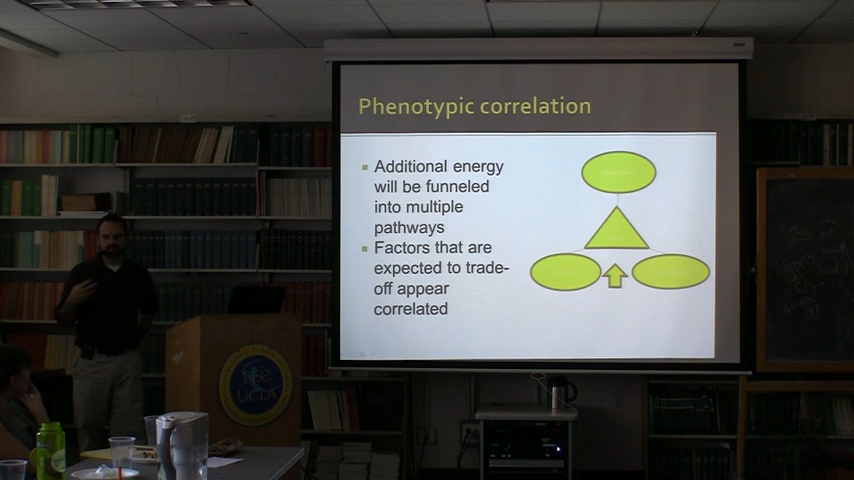 Phenotypic correlation
Additional energy
will be funneled
into multiple
pathways
Factors that are
expected to trade-
off appear
correlated
BEC
UCLA